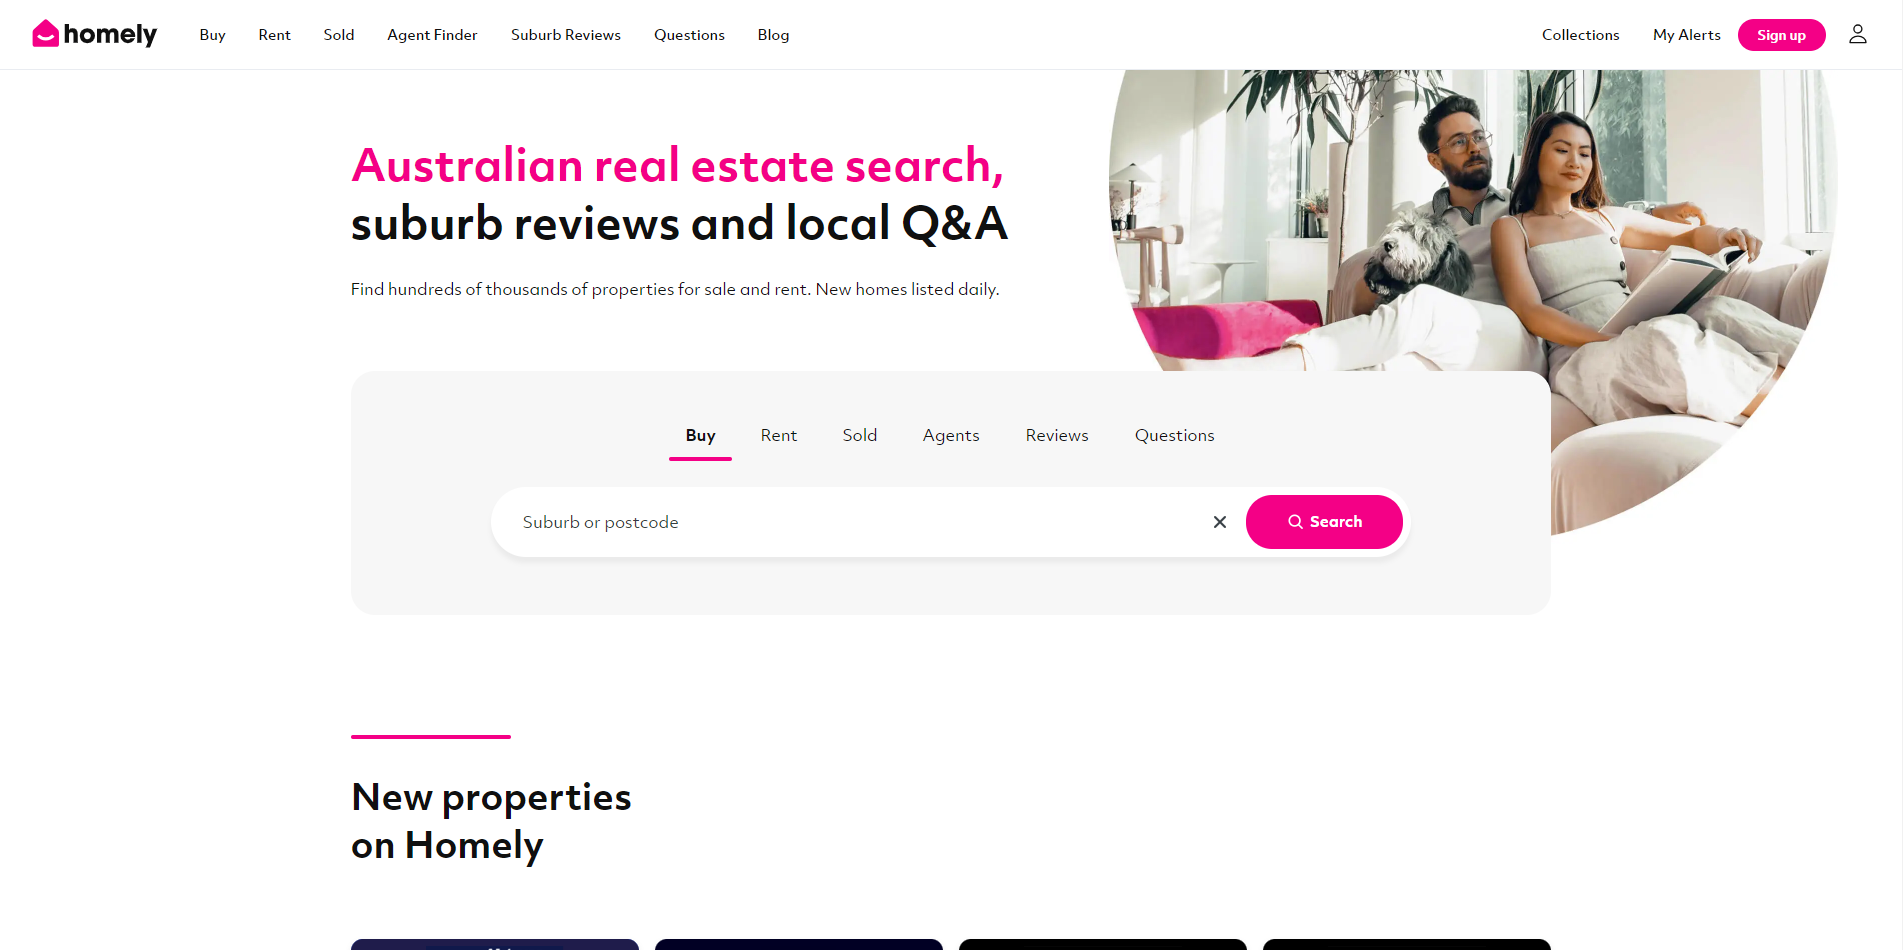 homely
Buy
Rent
Sold
Agent Finder
Suburb Reviews
Questions
Blog
Collections
My Alerts
Sign up
Australian real estate search,
suburb reviews and local Q&A
Find hundreds of thousands of properties for sale and rent. New homes listed daily.
Buy
Rent
Sold
Agents
Reviews
Questions
Suburb or postcode
Search
New properties
on Homely